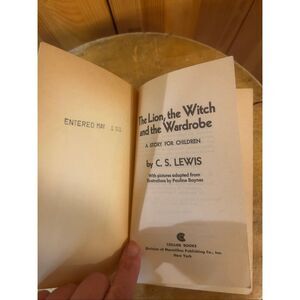 ENTERED MAY
The Lion, the Witch
and the Wardrobe
A STORY FOR CHILDREN
by C. S. LEWIS
With pictures adapted from
illustrations by Pauline Baynes
COLLIER BOOKS
Division of Macmillan Publishing Co., Inc.
New York